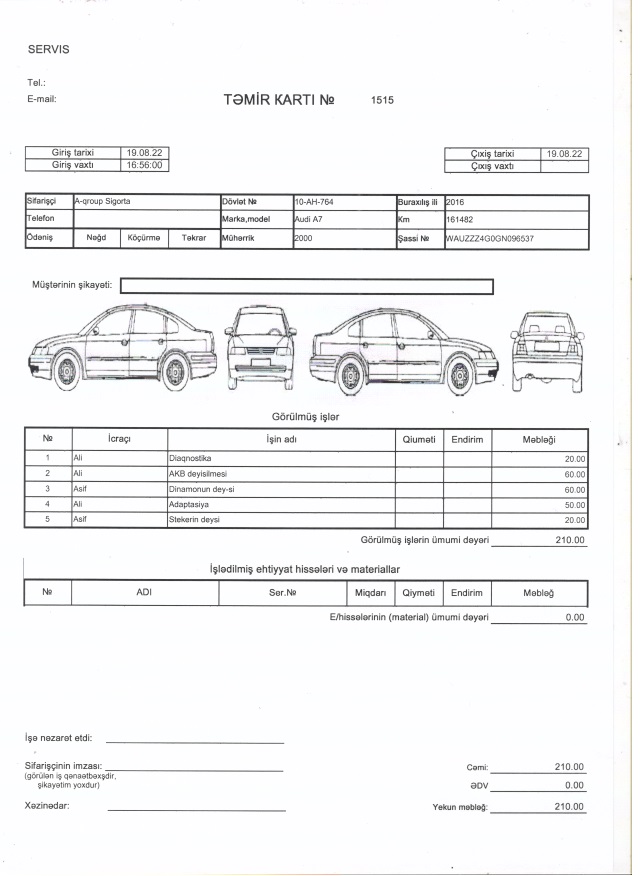 SERVIS
Tel.:
E-mail:
TƏMİR KARTI № 1515
Giriş tarixi 19.08.22 Çıxiş tarixi 19.08.22
Giriş vaxtı 16:56:00 Çıxış vaxtı
Sifarişçi A-qroup Sigorta Dövlət № 10-AH-764 Buraxılış ili 2016
Telefon Marka,model Audi A7 Km 161482
Ödəniş Nəğd Köçürmə Təkrar Mühərrik 2000 Şassi № WAUZZZ4G0GN096537
Müştərinin şikayəti:
Görülmüş işlər
№ İcraçı İşin adı Qiuməti Endirim Məbləği
1 Ali Diaqnostika 20.00
2 Ali AKB deyisilmesi 60.00
3 Asif Dinamonun dey-si 60.00
4 Ali Adaptasiya 50.00
5 Asif Stekerin deysi 20.00
Görülmüş işlərin ümumi dəyəri 210.00
İşlədilmiş ehtiyyat hissələri və materiallar
№ ADI Ser.№ Miqdarı Qiyməti Endirim Məbləğ
E/hissələrinin (material) ümumi dəyəri 0.00
İşə nəzarət etdi:
Sifarişçinin imzası:
(görülən iş qənaətbəxşdir,
şikayətim yoxdur)
Xəzinədar:
Cəmi: 210.00
ƏDV 0.00
Yekun məbləğ: 210.00